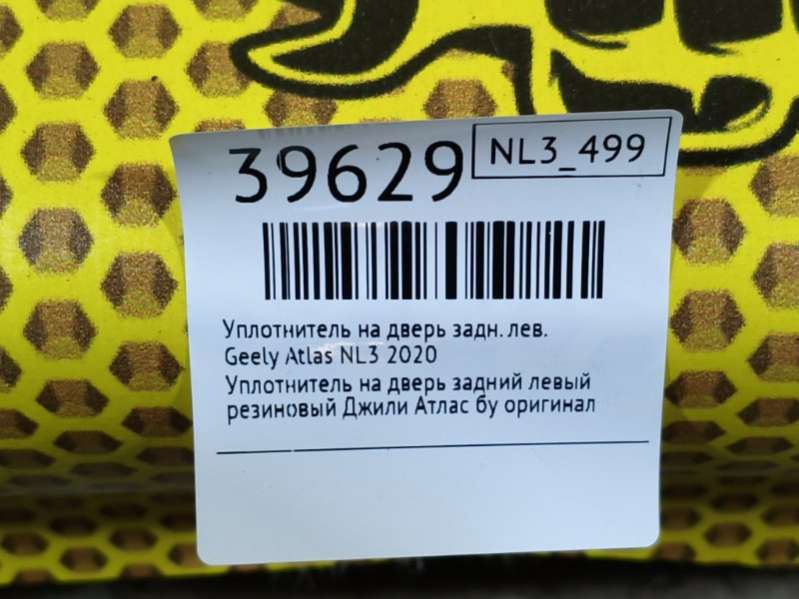 39629
NL3_499
Уплотнитель на дверь задн. лев.
Geely Atlas NL3 2020
Уплотнитель на дверь задний левый
резиновый Джили Атлас бу оригинал